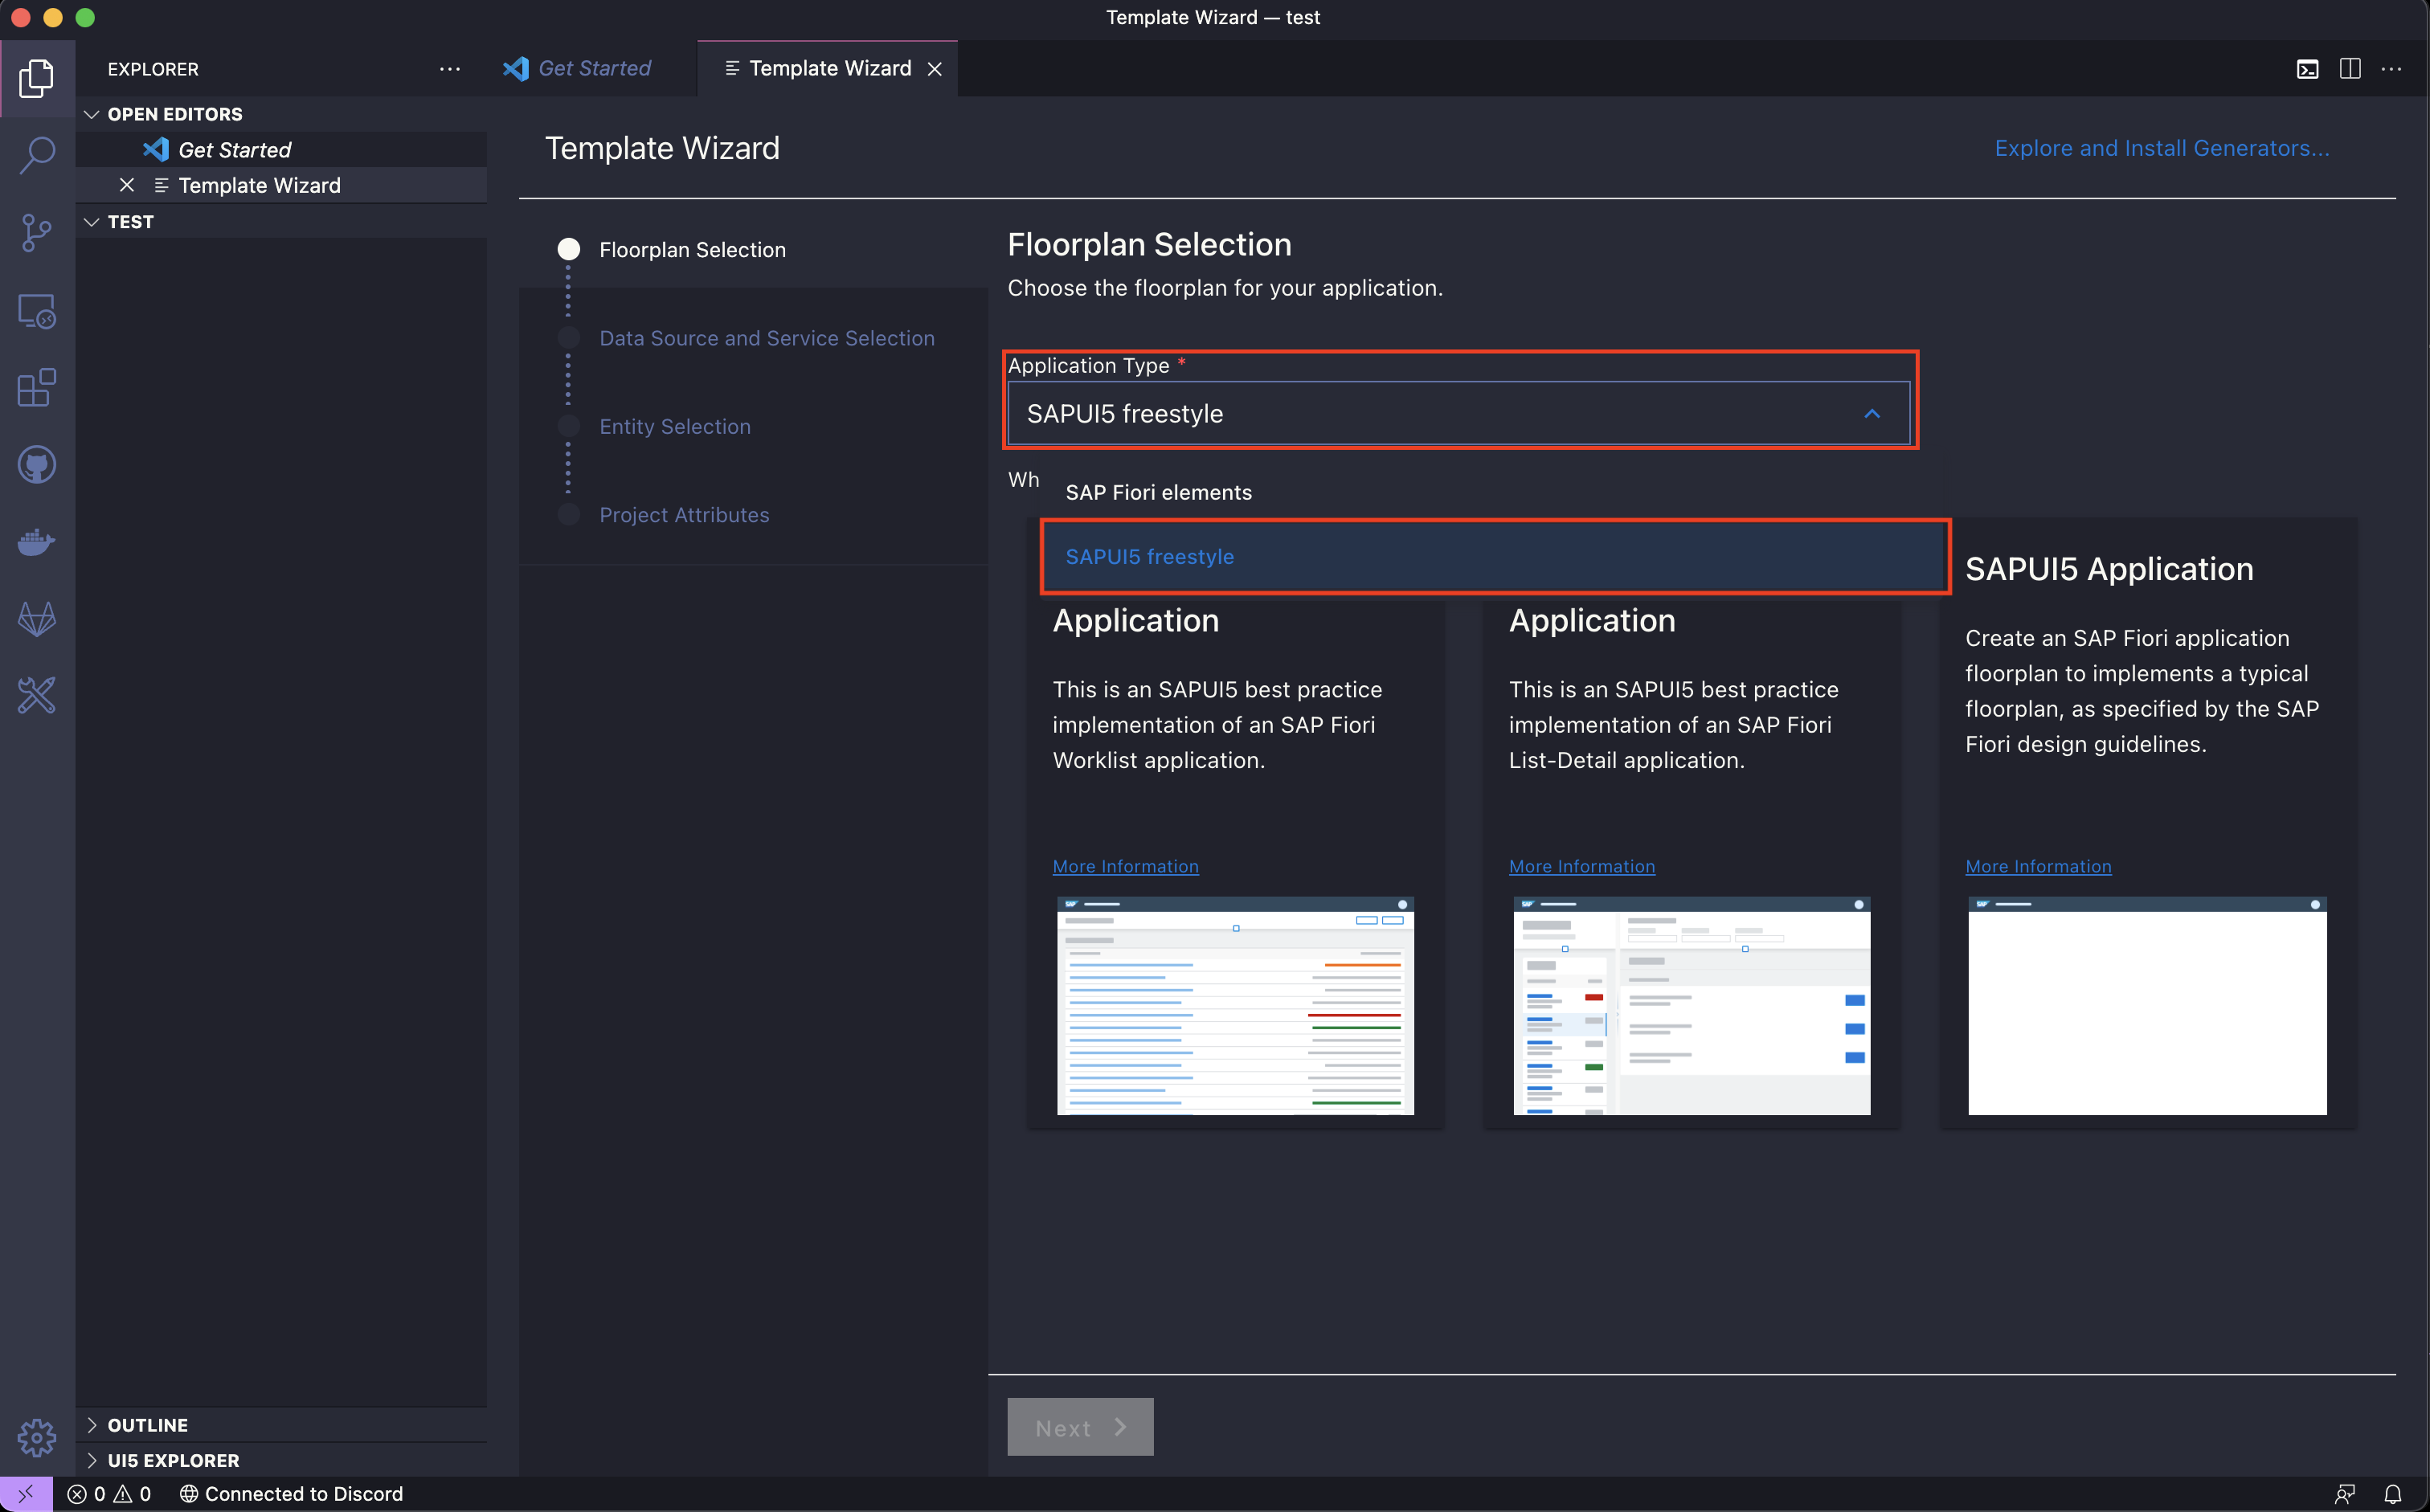 Template Wizard — test
EXPLORER
Get Started
Template Wizard
OPEN EDITORS
Get Started
Template Wizard
TEST
Template Wizard
Explore and Install Generators...
Floorplan Selection
Data Source and Service Selection
Entity Selection
Project Attributes
Floorplan Selection
Choose the floorplan for your application.
Application Type *
SAPUI5 freestyle
Wh
SAP Fiori elements
SAPUI5 freestyle
Application
This is an SAPUI5 best practice
implementation of an SAP Fiori
Worklist application.
More Information
Application
This is an SAPUI5 best practice
implementation of an SAP Fiori
List-Detail application.
More Information
SAPUI5 Application
Create an SAP Fiori application
floorplan to implements a typical
floorplan, as specified by the SAP
Fiori design guidelines.
More Information
SAP
SAP
SAP
Next
OUTLINE
UI5 EXPLORER
0 0 Connected to Discord